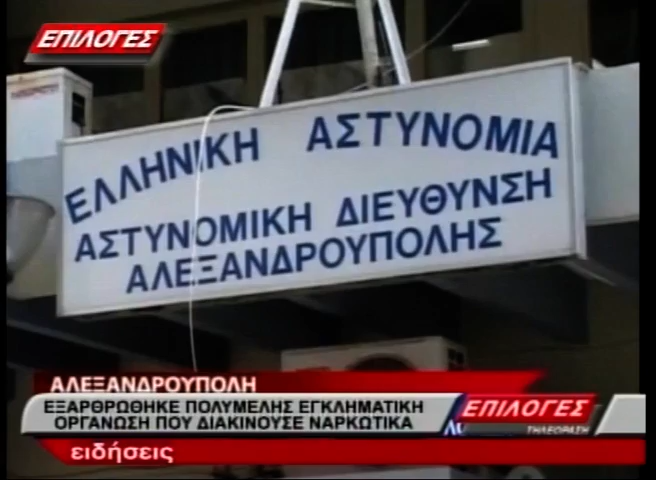 ΕΠΙΛΟΓΕΣ
ΕΛΛΗΝΙΚΗ ΑΣΤΥΝΟΜΙΑ
ΑΣΤΥΝΟΜΙΚΗ ΔΙΕΥΘΥΝΣΗ
ΑΛΕΞΑΝΔΡΟΥΠΟΛΗΣ
ΑΛΕΞΑΝΔΡΟΥΠΟΛΗ
ΕΞΑΡΘΡΩΘΗΚΕ ΠΟΛΥΜΕΛΗΣ ΕΓΚΛΗΜΑΤΙΚΗ
ΟΡΓΑΝΩΣΗ ΠΟΥ ΔΙΑΚΙΝΟΥΣΕ ΝΑΡΚΩΤΙΚΑ
ΕΠΙΛΟΓΕΣ
ΤΗΛΕΟΡΑΣΗ
ειδήσεις